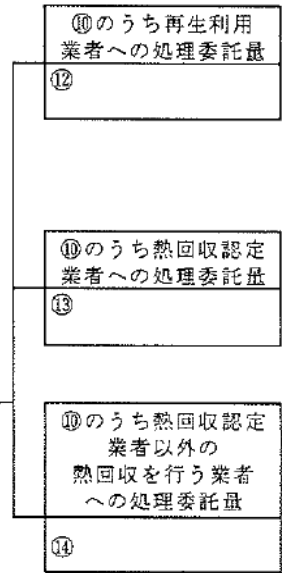 ⑩のうち再生利用
業者への処理委託量
⑫
⑩のうち熱回収認定
業者への処理委託量
⑬
⑩のうち熱回収認定
業者以外の
熱回収を行う業者
への処理委託量
⑭